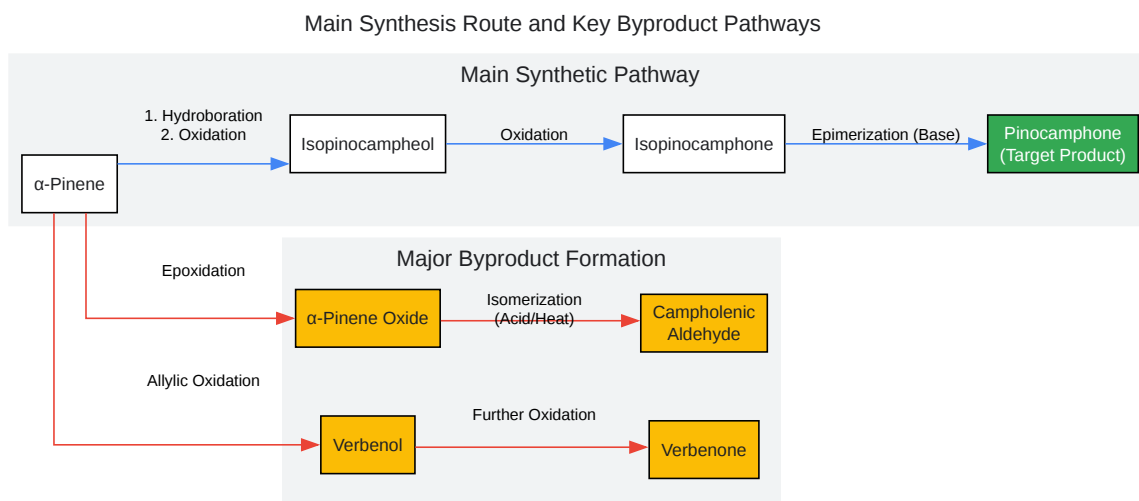 Main Synthesis Route and Key Byproduct Pathways
Main Synthetic Pathway
1. Hydroboration
2. Oxidation
α-Pinene
Isopinocampheol
Oxidation
Isopinocamphone
Epimerization (Base)
Pinocamphone
(Target Product)
Major Byproduct Formation
Epoxidation
α-Pinene Oxide
Isomerization
(Acid/Heat)
Campholenic
Aldehyde
Allylic Oxidation
Verbenol
Further Oxidation
Verbenone